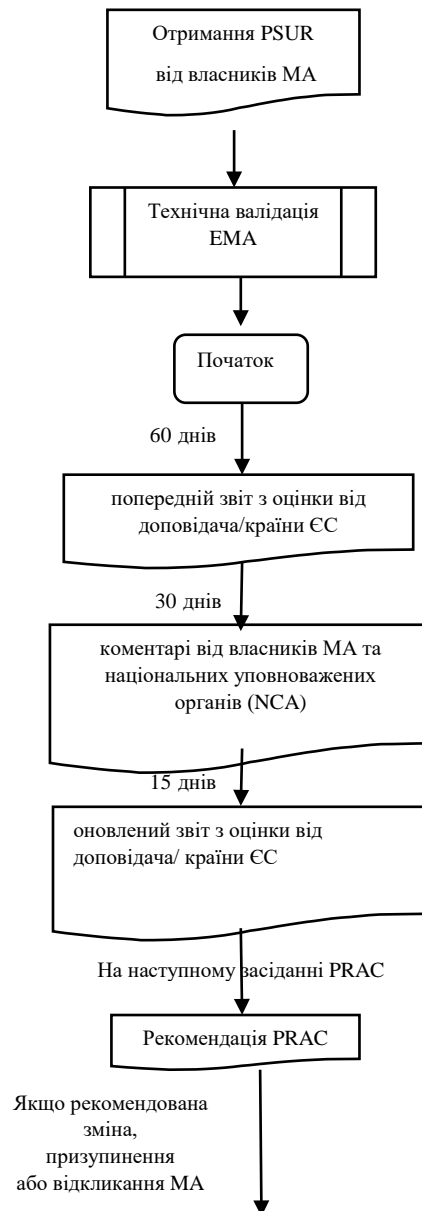 Отримання PSUR
від власників МА
Технічна валідація
EMA
Початок
60 днів
попередній звіт з оцінки від
доповідача/країни ЄС
30 днів
коментарі від власників МА та
національних уповноважених
органів (NCA)
15 днів
оновлений звіт з оцінки від
доповідача/ країни ЄС
На наступному засіданні PRAC
Рекомендація PRAC
Якщо рекомендована
зміна,
призупинення
або відкликання МА